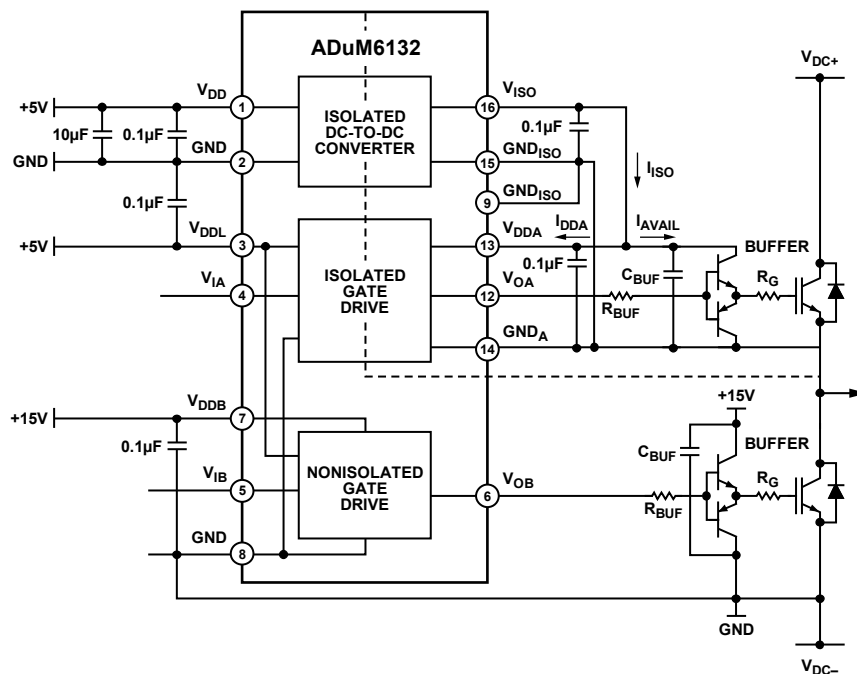 ADuM6132
VDC+
+5V
VDD
1
ISOLATED
DC-TO-DC
CONVERTER
16
VISO
10µF
0.1µF
0.1µF
GND
GND
2
15
GNDISO
IISO
9
GNDISO
0.1µF
+5V
VDDL
3
ISOLATED
GATE
DRIVE
13
VDDA
IDDA
IAVAIL
BUFFER
0.1µF
CBUF
VIA
4
12
VOA
RBUF
RG
14
GNDA
+15V
+15V
VDDB
7
0.1µF
NONISOLATED
GATE
DRIVE
CBUF
BUFFER
VIB
5
6
VOB
RBUF
RG
GND
8
GND
VDC–